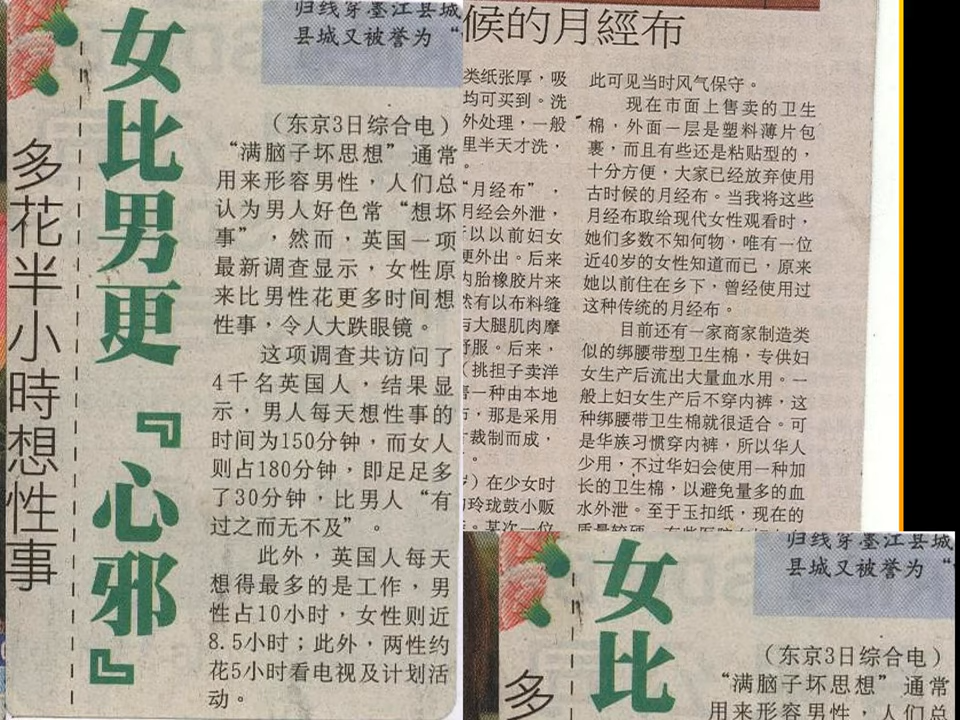 归线穿臺江县城
县城又被誉为“
女比男更『心邪』
多花半小時想性事
（东京3日综合电）
“满脑子坏思想”通常
用来形容男性，人们总
认为男人好色常“想坏
事”，然而，英国一项
最新调查显示，女性原
来比男性花更多时间想
性事，令人大跌眼镜。
这项调查共访问了
4千名英国人，结果显
示，男人每天想性事的
时间为150分钟，而女人
则占180分钟，即足足多
了30分钟，比男人“有
过之而无不及”。
此外，英国人每天
想得最多的是工作，男
性占10小时，女性则近
8.5小时；此外，两性约
花5小时看电视及计划活
动。
候的月經布
类纸张厚，吸
均可买到。洗
外处理，一般
里半天才洗，
。
“月经布”，
月经会外泄，
以以前妇女
更外出。后来
内胎橡胶片来
然有以布料缝
与大腿肌肉摩
舒服。后来，
（挑担子卖洋
一种由本地
，那是采用
裁制而成，
。
）在少女时
玲珑鼓小贩
。某次一位
此可见当时风气保守。
现在市面上售卖的卫生
棉，外面一层是塑料薄片包
裹，而且有些还是粘贴型的，
十分方便，大家已经放弃使用
古时候的月经布。当我将这些
月经布取给现代女性观看时，
她们多数不知何物，唯有一位
近40岁的女性知道而已，原来
她以前住在乡下，曾经使用过
这种传统的月经布。
目前还有一家商家制造类
似的绑腰带型卫生棉，专供妇
女生产后流出大量血水用。一
般上妇女生产后不穿内裤，这
种绑腰带卫生棉就很适合。可
是华族习惯穿内裤，所以华人
少用，不过华妇会使用一种加
长的卫生棉，以避免量多的血
水外泄。至于玉扣纸，现在的
归线穿臺江县城
县城又被誉为“
女比
多
（东京3日综合电）
“满脑子坏思想”通常
用来形容男性，人们总